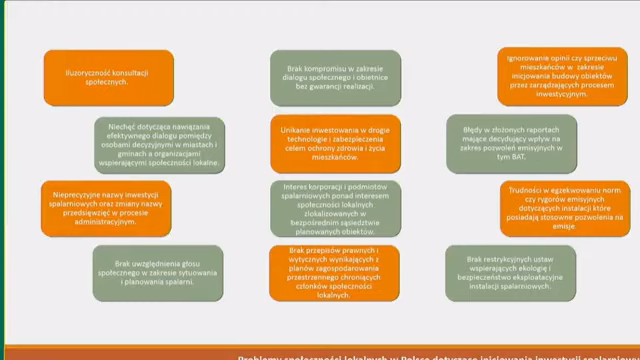 Iluzoryczność konsultacji
społecznych.
Brak kompromisu w zakresie
dialogu społecznego i obietnice
bez gwarancji realizacji.
Ignorowanie opinii czy sprzeciwu
mieszkańców w zakresie
inicjowania budowy obiektów
przez zarządzających procesem
inwestycyjnym.
Niechęć dotycząca nawiązania
efektywnego dialogu pomiędzy
osobami decyzyjnymi w miastach i
gminach a organizacjami
wspierającymi społeczności lokalne.
Unikanie inwestowania w drogie
technologie i zabezpieczenia
celem ochrony zdrowia i życia
mieszkańców.
Błędy w złożonych raportach
mające decydujący wpływ na
zakres pozwoleń emisyjnych w
tym BAT.
Nieprecyzyjne nazwy inwestycji
spalarniowych oraz zmiany nazwy
przedsięwzięć w procesie
administracyjnym.
Interes korporacji i podmiotów
spalarniowych ponad interesem
społeczności lokalnych
zlokalizowanych w
bezpośrednim sąsiedztwie
planowanych obiektów.
Trudności w egzekwowaniu norm
czy rygorów emisyjnych
dotyczących instalacji które
posiadają stosowne pozwolenia na
emisje.
Brak uwzględnienia głosu
społecznego w zakresie sytuowania
i planowania spalarni.
Brak przepisów prawnych i
wytycznych wynikających z
planów zagospodarowania
przestrzennego chroniących
członków społeczności
lokalnych.
Brak restrykcyjnych ustaw
wspierających ekologię i
bezpieczeństwo eksploatacyjne
instalacji spalarniowych.
Problemy społeczności lokalnych w Polsce dotyczące inicjowania inwestycji